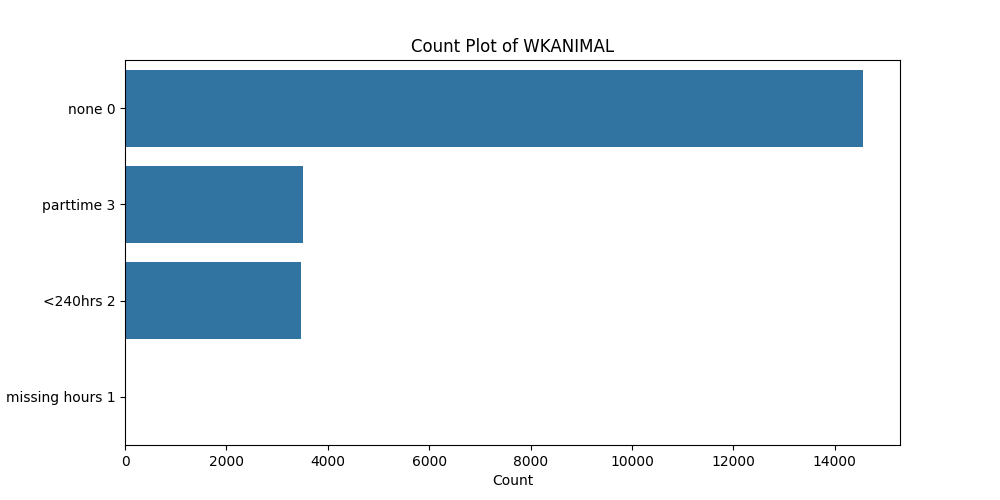 Count Plot of WKANIMAL
none 0
parttime 3
<240hrs 2
missing hours 1
0 2000 4000 6000 8000 10000 12000 14000
Count